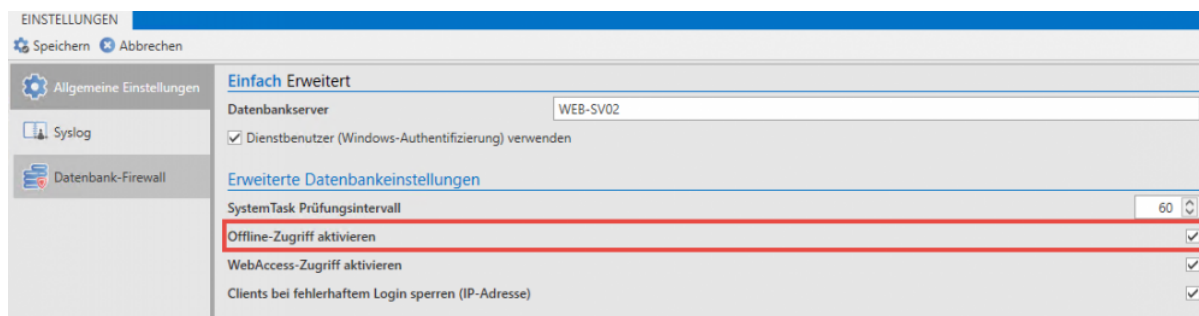 EINSTELLUNGEN
Speichern Abbrechen
Allgemeine Einstellungen
Syslog
Datenbank-Firewall
Einfach Erweitert
Datenbankserver WEB-SV02
Dienstbenutzer (Windows-Authentifizierung) verwenden
Erweiterte Datenbankeinstellungen
SystemTask Prüfungsintervall 60
Offline-Zugriff aktivieren
WebAccess-Zugriff aktivieren
Clients bei fehlerhaftem Login sperren (IP-Adresse)